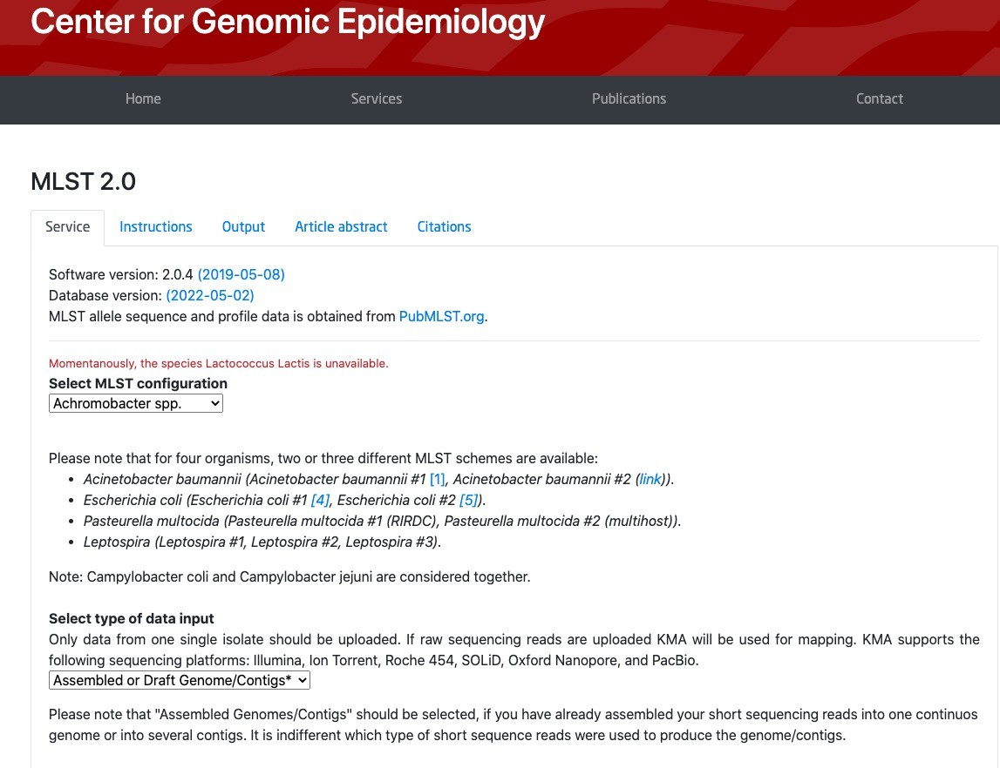 Center for Genomic Epidemiology
Home Services Publications Contact
MLST 2.0
Service Instructions Output Article abstract Citations
Software version: 2.0.4 (2019-05-08)
Database version: (2022-05-02)
MLST allele sequence and profile data is obtained from PubMLST.org.
Momentanously, the species Lactococcus Lactis is unavailable.
Select MLST configuration
Achromobacter spp.
Please note that for four organisms, two or three different MLST schemes are available:
• Acinetobacter baumannii (Acinetobacter baumannii #1 [1], Acinetobacter baumannii #2 (link)).
• Escherichia coli (Escherichia coli #1 [4], Escherichia coli #2 [5]).
• Pasteurella multocida (Pasteurella multocida #1 (RIRDC), Pasteurella multocida #2 (multihost)).
• Leptospira (Leptospira #1, Leptospira #2, Leptospira #3).
Note: Campylobacter coli and Campylobacter jejuni are considered together.
Select type of data input
Only data from one single isolate should be uploaded. If raw sequencing reads are uploaded KMA will be used for mapping. KMA supports the
following sequencing platforms: Illumina, Ion Torrent, Roche 454, SOLiD, Oxford Nanopore, and PacBio.
Assembled or Draft Genome/Contigs*
Please note that "Assembled Genomes/Contigs" should be selected, if you have already assembled your short sequencing reads into one continuos
genome or into several contigs. It is indifferent which type of short sequence reads were used to produce the genome/contigs.